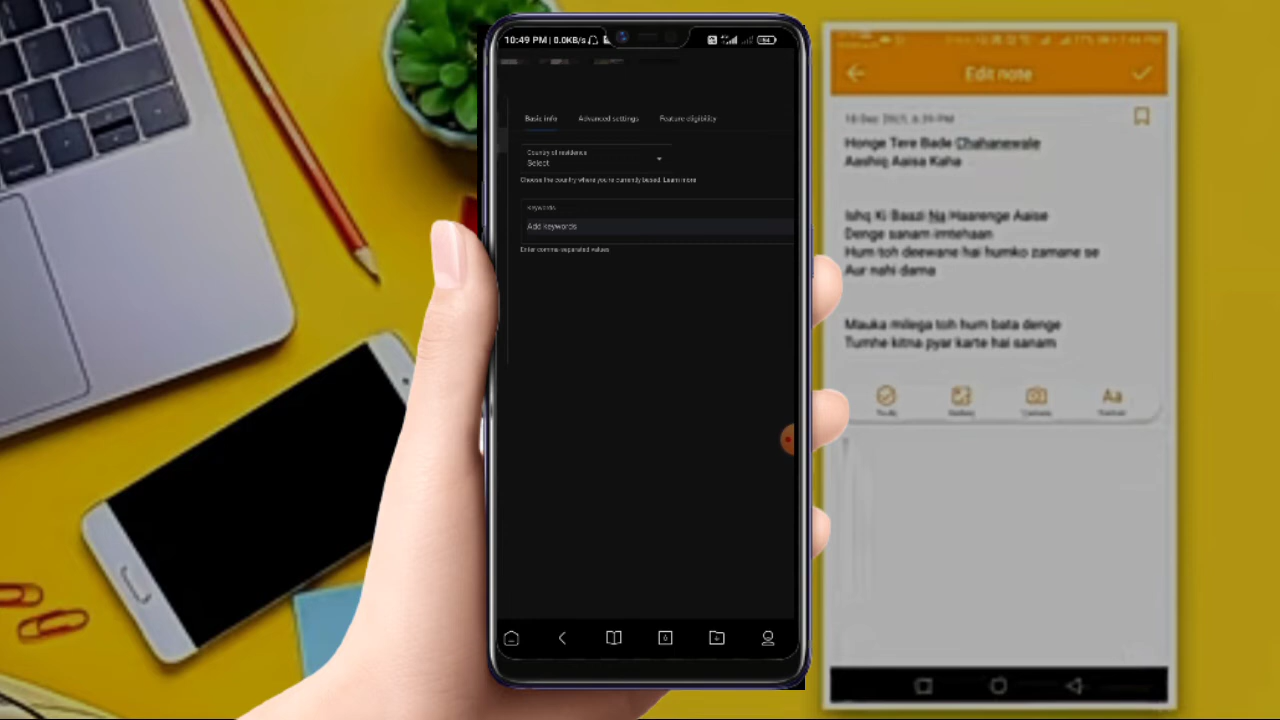 10:49 PM | 0.0KB/s
Basic info Advanced settings Feature eligibility
Country of residence
Select
Choose the country where you're currently based. Learn more
Keywords
Add keywords
Enter comma-separated values
Edit note
Honge Tere Bade Chahanewale
Aashiq Aaisa Kaha
Ishq Ki Baazi Na Haarenge Aaise
Denge sanam imtehaan
Hum toh deewane hai humko zamane se
Aur nahi darna
Mauka milega toh hum bata denge
Tumhe kitna pyar karte hai sanam
Aa